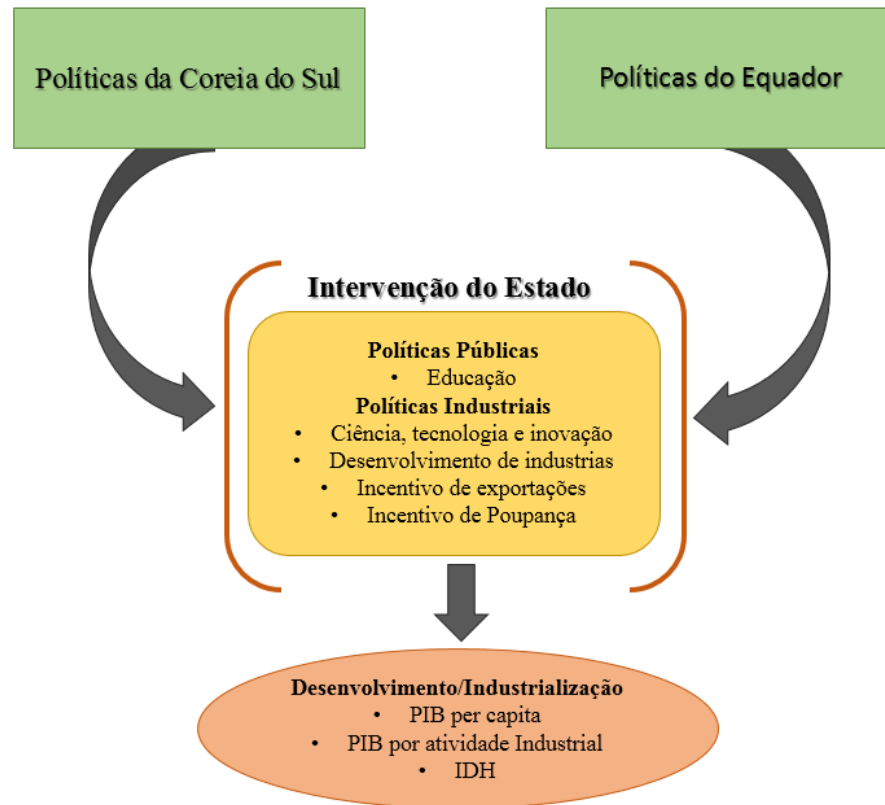 Políticas da Coreia do Sul
Políticas do Equador
Intervenção do Estado
Políticas Públicas
• Educação
Políticas Industriais
• Ciência, tecnologia e inovação
• Desenvolvimento de industrias
• Incentivo de exportações
• Incentivo de Poupança
Desenvolvimento/Industrialização
• PIB per capita
• PIB por atividade Industrial
• IDH